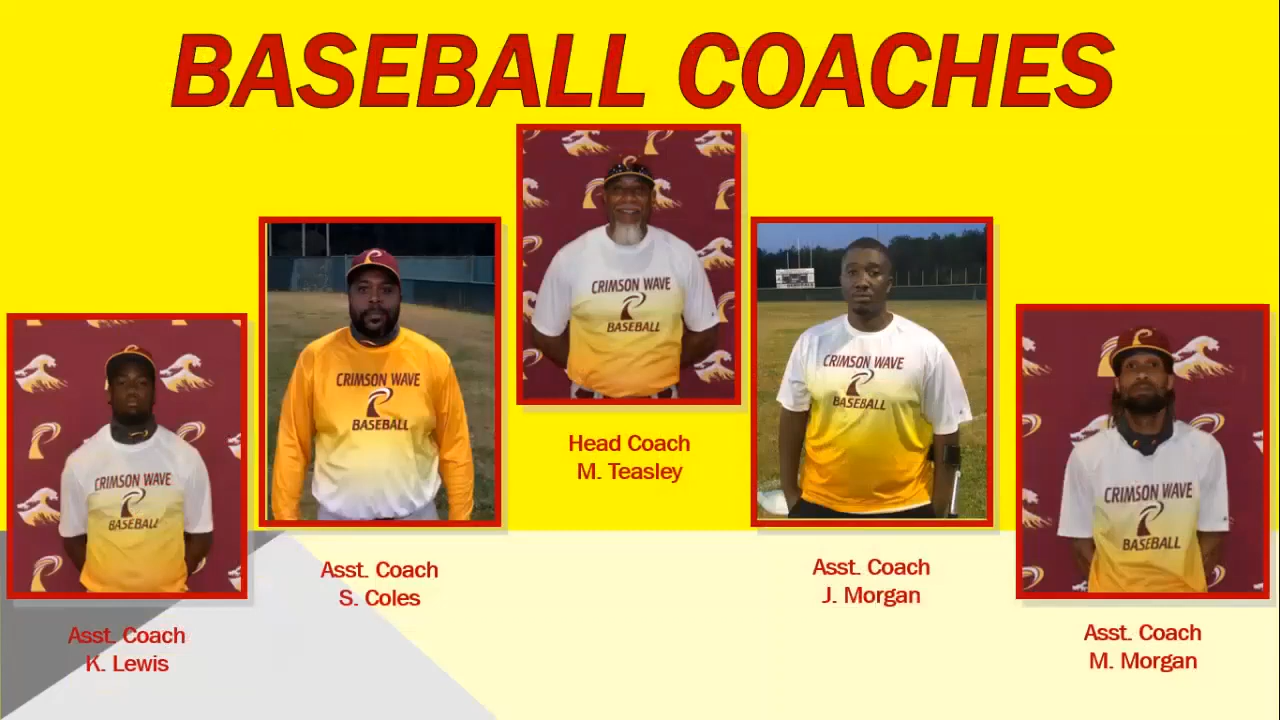 BASEBALL COACHES
CRIMSON WAVE
BASEBALL
Asst. Coach
K. Lewis
CRIMSON WAVE
BASEBALL
Asst. Coach
S. Coles
CRIMSON WAVE
BASEBALL
Head Coach
M. Teasley
CRIMSON WAVE
BASEBALL
Asst. Coach
J. Morgan
CRIMSON WAVE
BASEBALL
Asst. Coach
M. Morgan